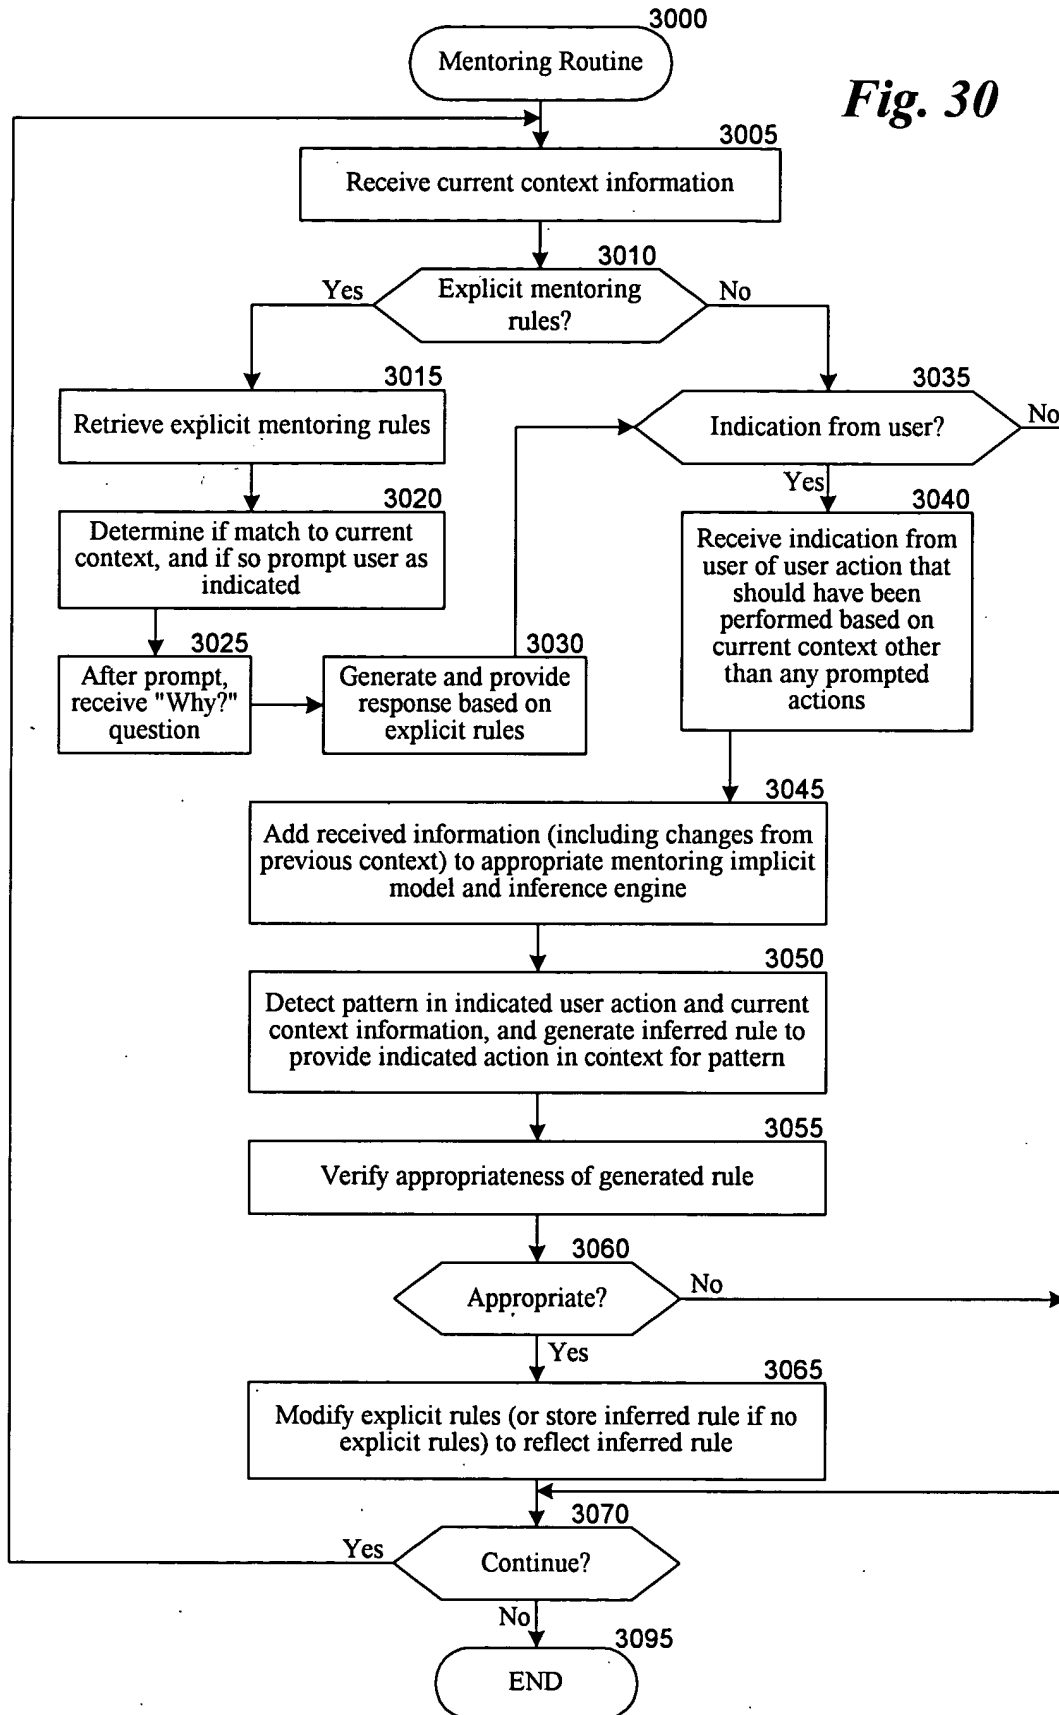 3000
Mentoring Routine
Fig. 30
3005
Receive current context information
3010
Yes
Explicit mentoring
rules?
No
3015
Retrieve explicit mentoring rules
3035
Indication from user?
No
Yes
3020
Determine if match to current
context, and if so prompt user as
indicated
3040
Receive indication from
user of user action that
should have been
performed based on
current context other
than any prompted
actions
3025
After prompt,
receive "Why?"
question
3030
Generate and provide
response based on
explicit rules
3045
Add received information (including changes from
previous context) to appropriate mentoring implicit
model and inference engine
3050
Detect pattern in indicated user action and current
context information, and generate inferred rule to
provide indicated action in context for pattern
3055
Verify appropriateness of generated rule
3060
Appropriate?
No
Yes
3065
Modify explicit rules (or store inferred rule if no
explicit rules) to reflect inferred rule
3070
Yes
Continue?
No
3095
END